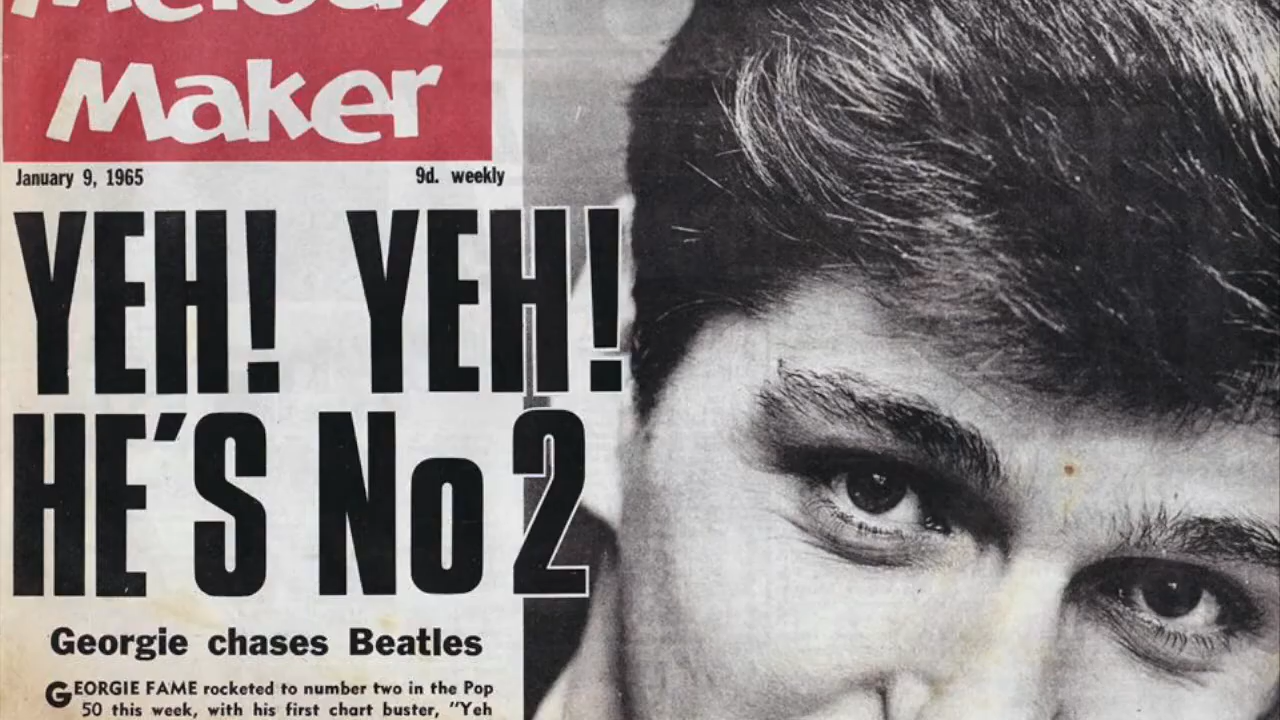 Melody
Maker
January 9, 1965 9d. weekly
YEH! YEH!
HE'S No 2
Georgie chases Beatles
GEORGIE FAME rocketed to number two in the Pop
50 this week, with his first chart buster, "Yeh